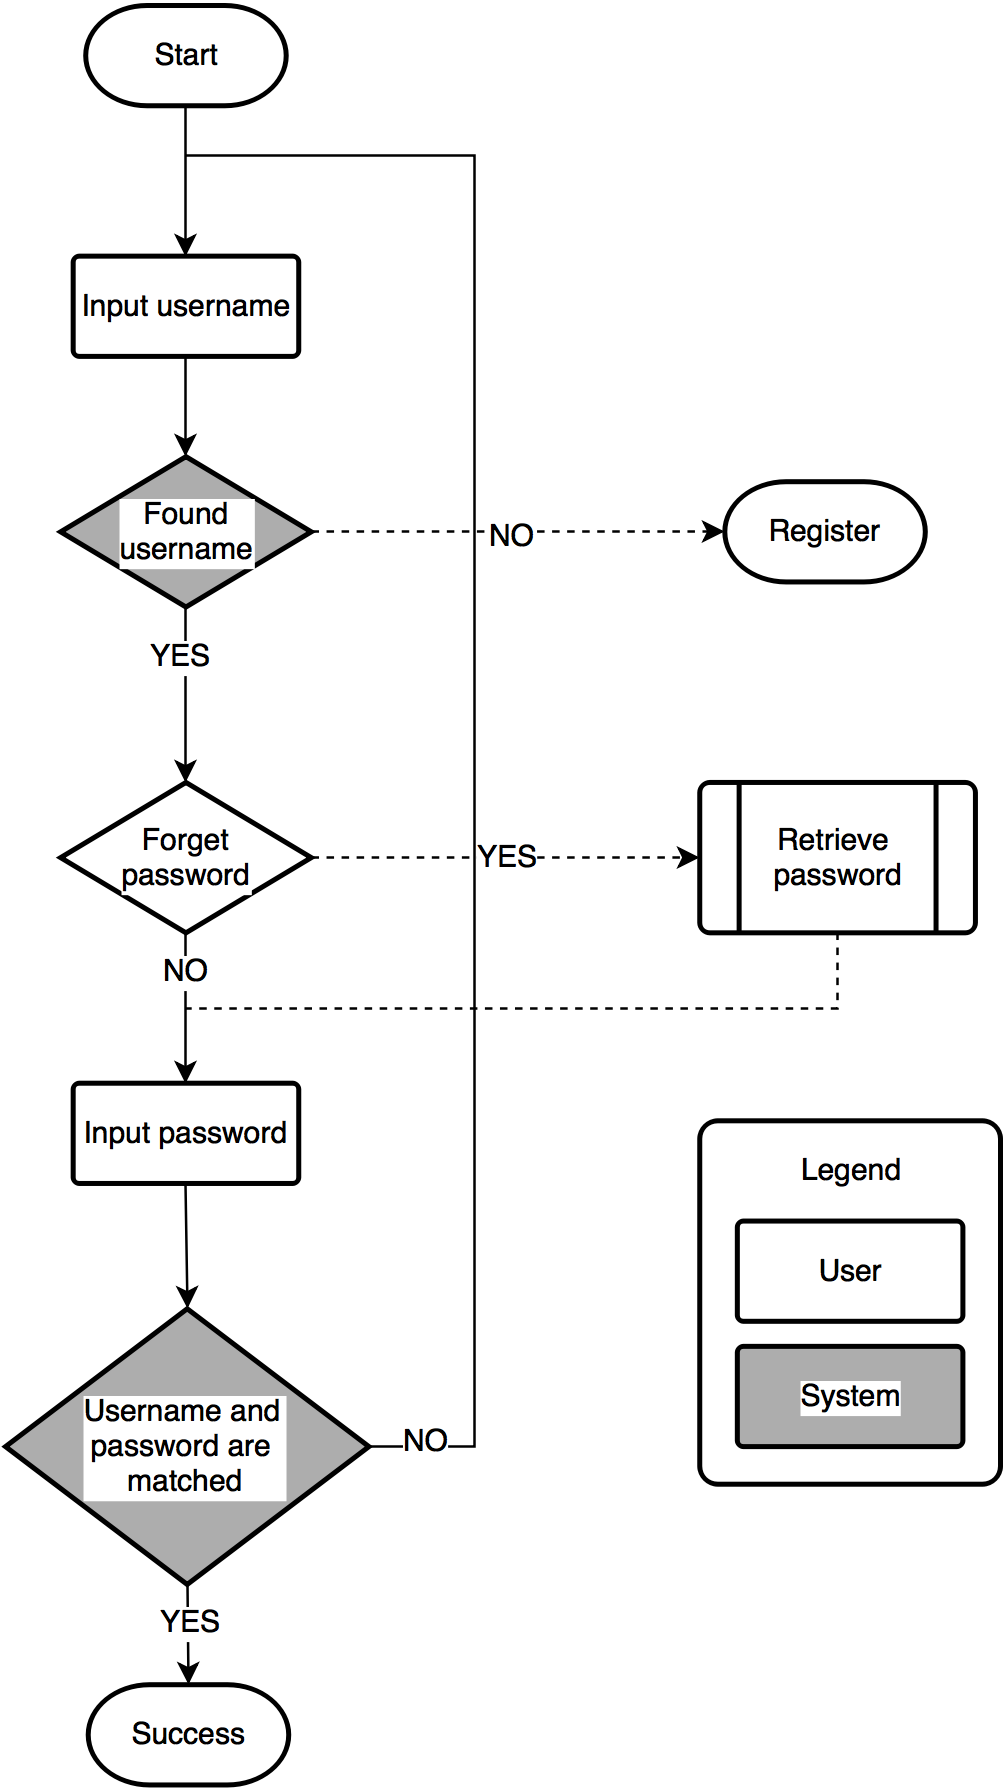 Start
Input username
Found
username
NO
Register
YES
Forget
password
YES
Retrieve
password
NO
Input password
Legend
User
System
Username and
password are
matched
NO
YES
Success